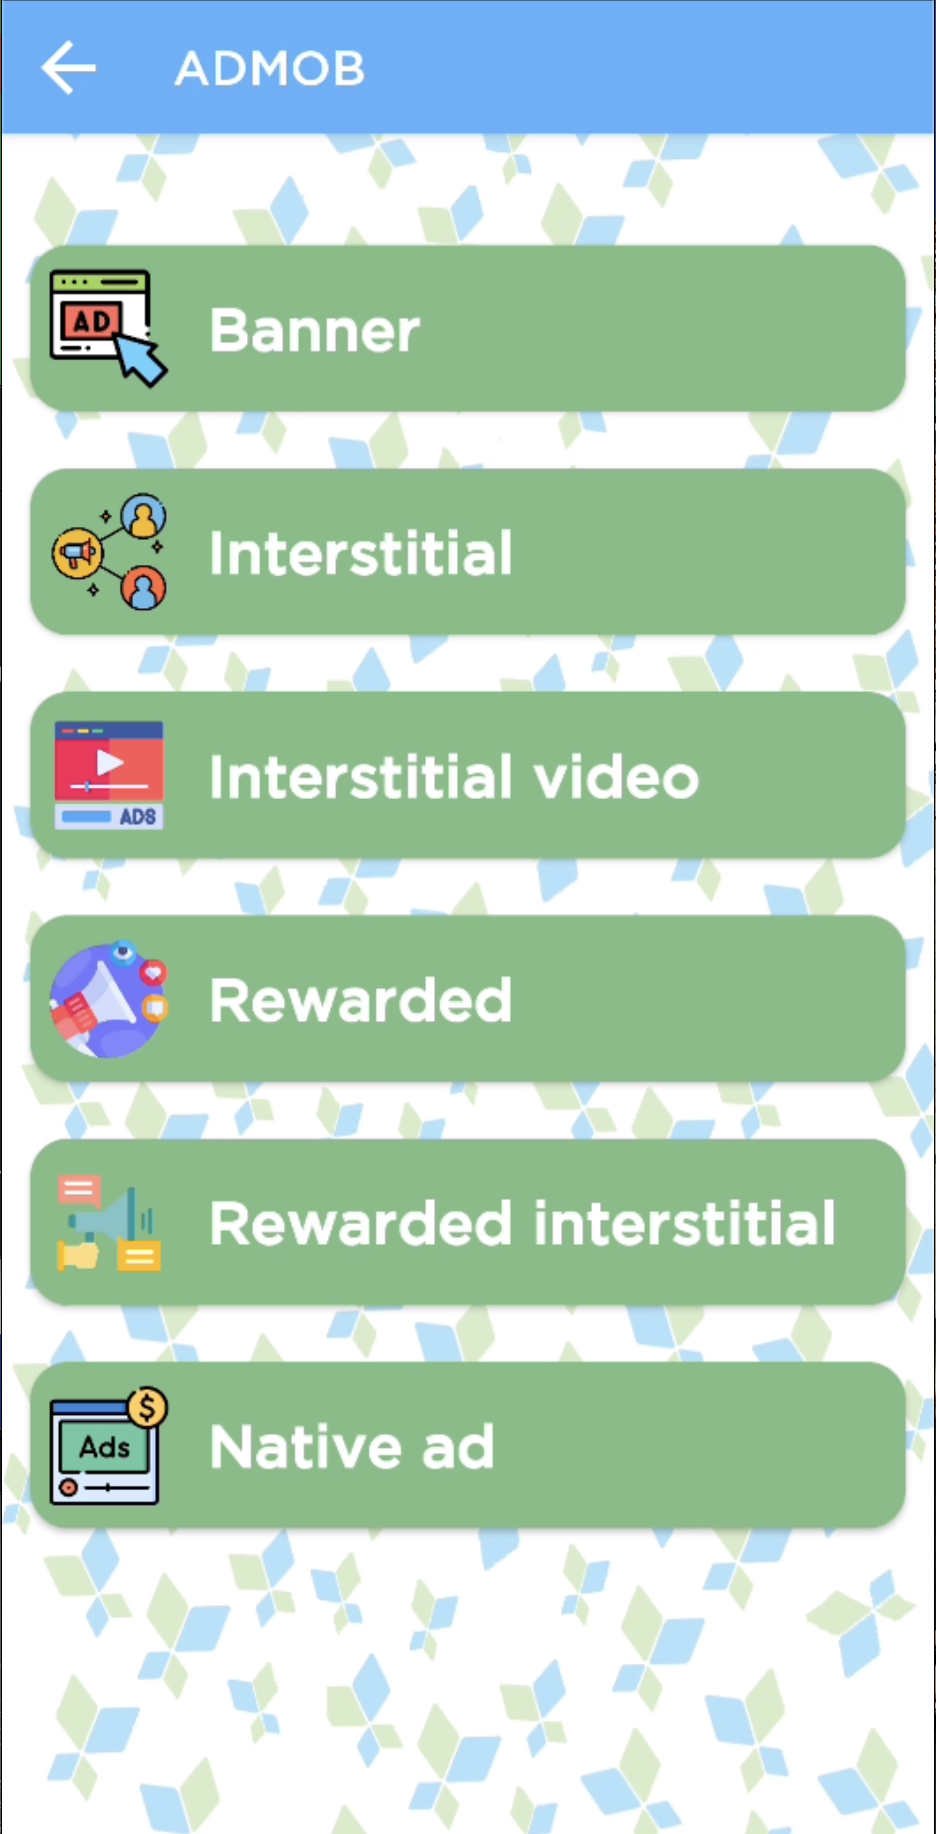 ADMOB
AD
Banner
Interstitial
ADS
Interstitial video
Rewarded
Rewarded interstitial
$
Ads
Native ad